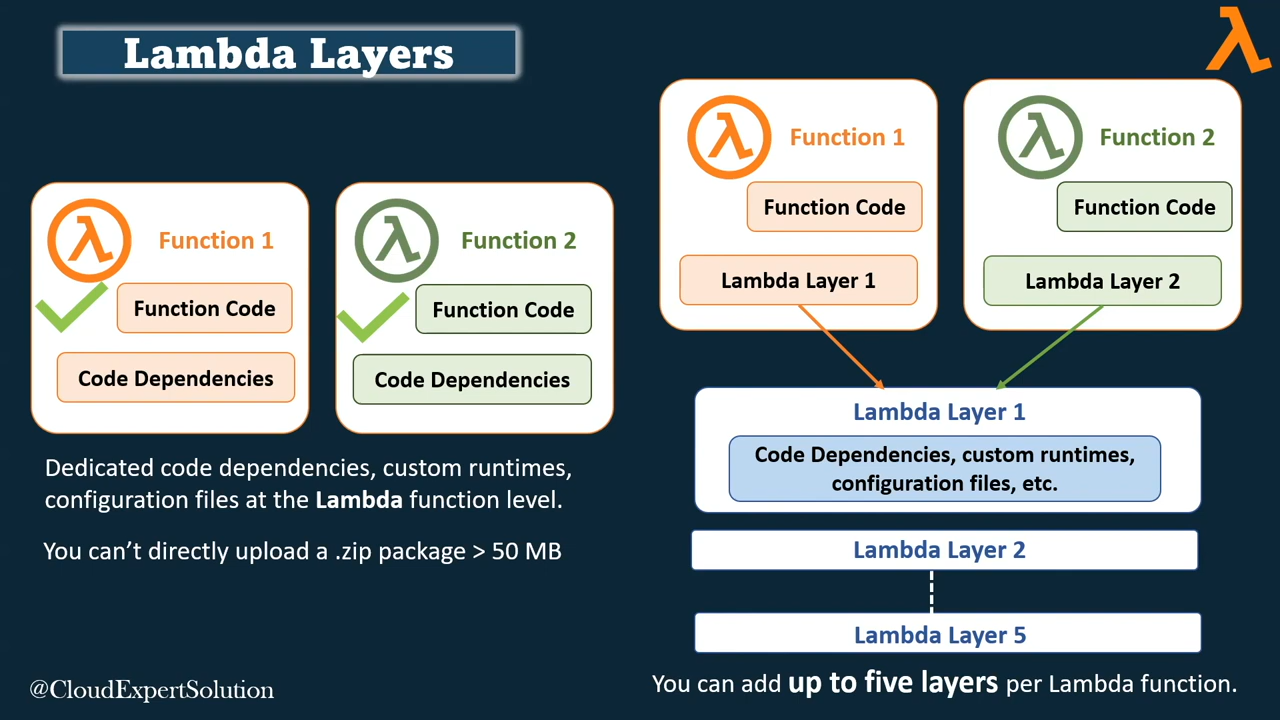 Lambda Layers
Function 1
Function Code
Code Dependencies
Function 2
Function Code
Code Dependencies
Dedicated code dependencies, custom runtimes,
configuration files at the Lambda function level.
You can’t directly upload a .zip package > 50 MB
@CloudExpertSolution
Function 1
Function Code
Lambda Layer 1
Function 2
Function Code
Lambda Layer 2
Lambda Layer 1
Code Dependencies, custom runtimes,
configuration files, etc.
Lambda Layer 2
Lambda Layer 5
You can add up to five layers per Lambda function.